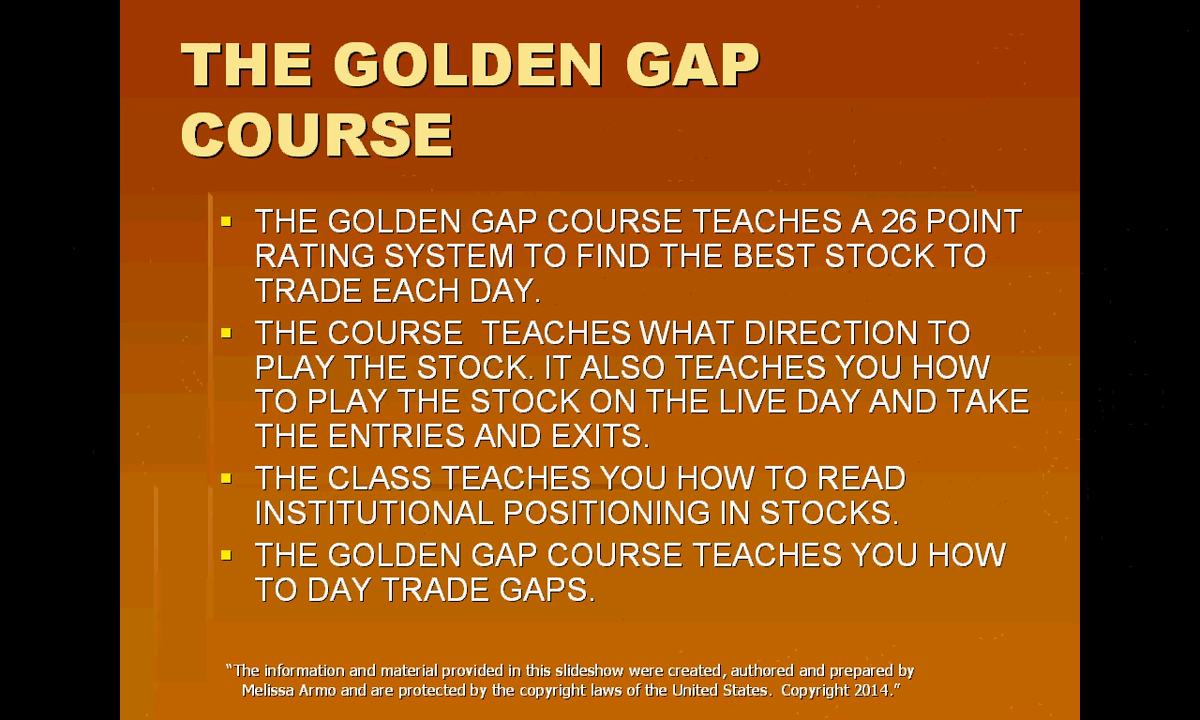 THE GOLDEN GAP
COURSE
THE GOLDEN GAP COURSE TEACHES A 26 POINT
RATING SYSTEM TO FIND THE BEST STOCK TO
TRADE EACH DAY.
THE COURSE  TEACHES WHAT DIRECTION TO
PLAY THE STOCK. IT ALSO TEACHES YOU HOW
TO PLAY THE STOCK ON THE LIVE DAY AND TAKE
THE ENTRIES AND EXITS.
THE CLASS TEACHES YOU HOW TO READ
INSTITUTIONAL POSITIONING IN STOCKS.
THE GOLDEN GAP COURSE TEACHES YOU HOW
TO DAY TRADE GAPS.
“The information and material provided in this slideshow were created, authored and prepared by
Melissa Armo and are protected by the copyright laws of the United States.  Copyright 2014.”